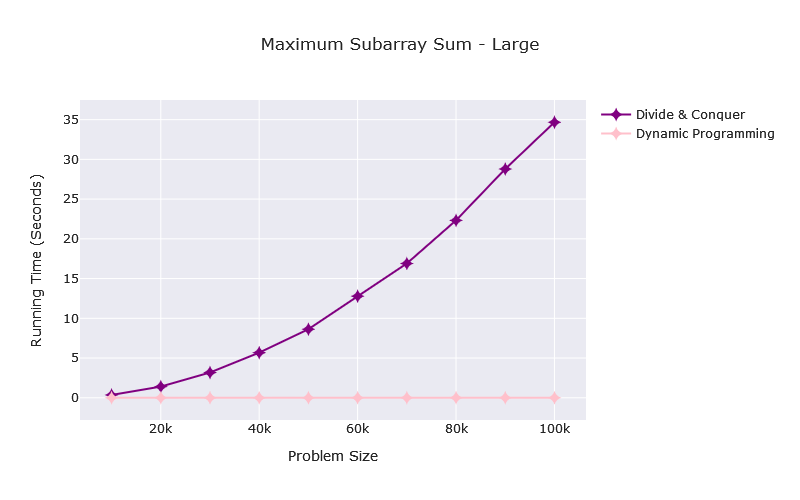 Maximum Subarray Sum - Large
Divide & Conquer
Dynamic Programming
Running Time (Seconds)
35
30
25
20
15
10
5
0
20k
40k
60k
80k
100k
Problem Size